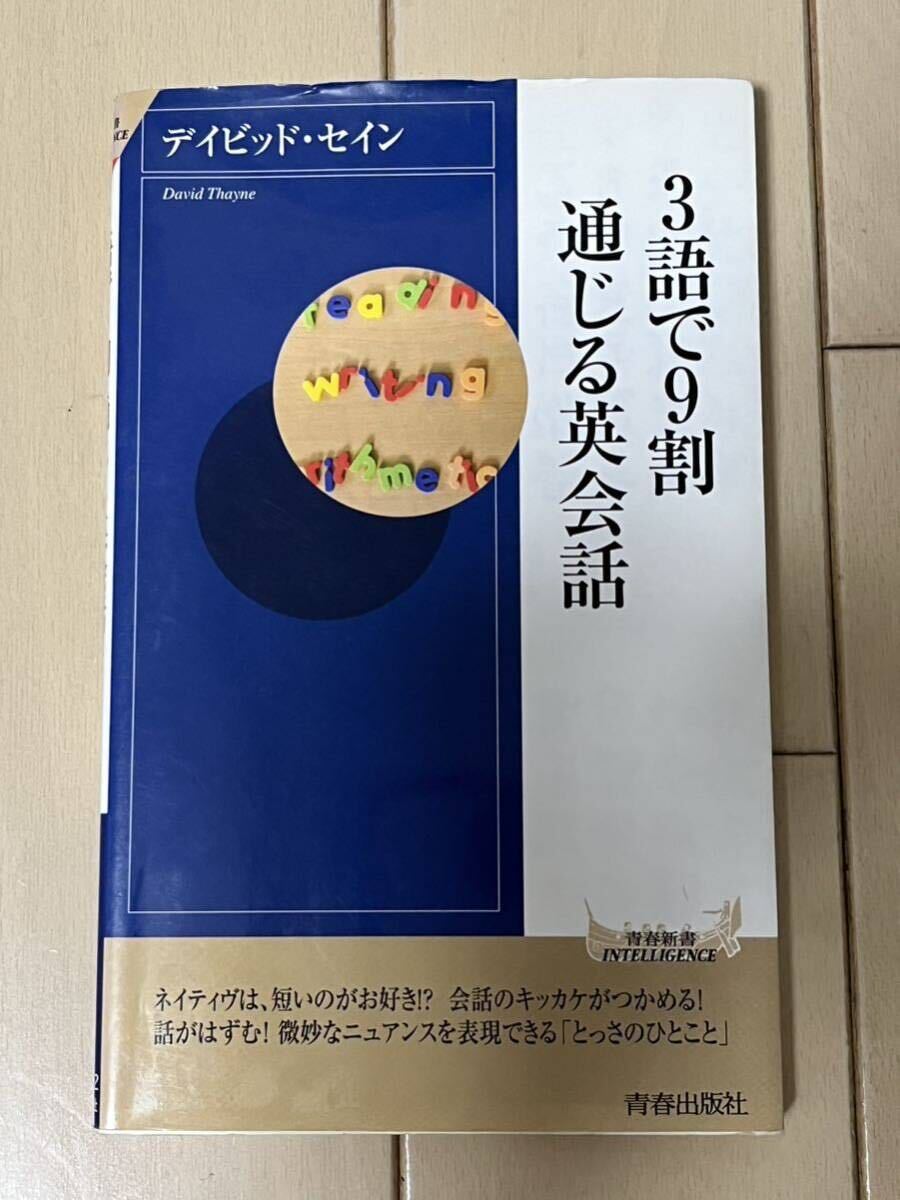 デイビッド・セイン
David Thayne
3語で9割
通じる英会話
reading
writing
rithmetic
青春新書
INTELLIGENCE
ネイティヴは、短いのがお好き!? 会話のキッカケがつかめる!
話がはずむ! 微妙なニュアンスを表現できる「とっさのひとこと」
青春出版社